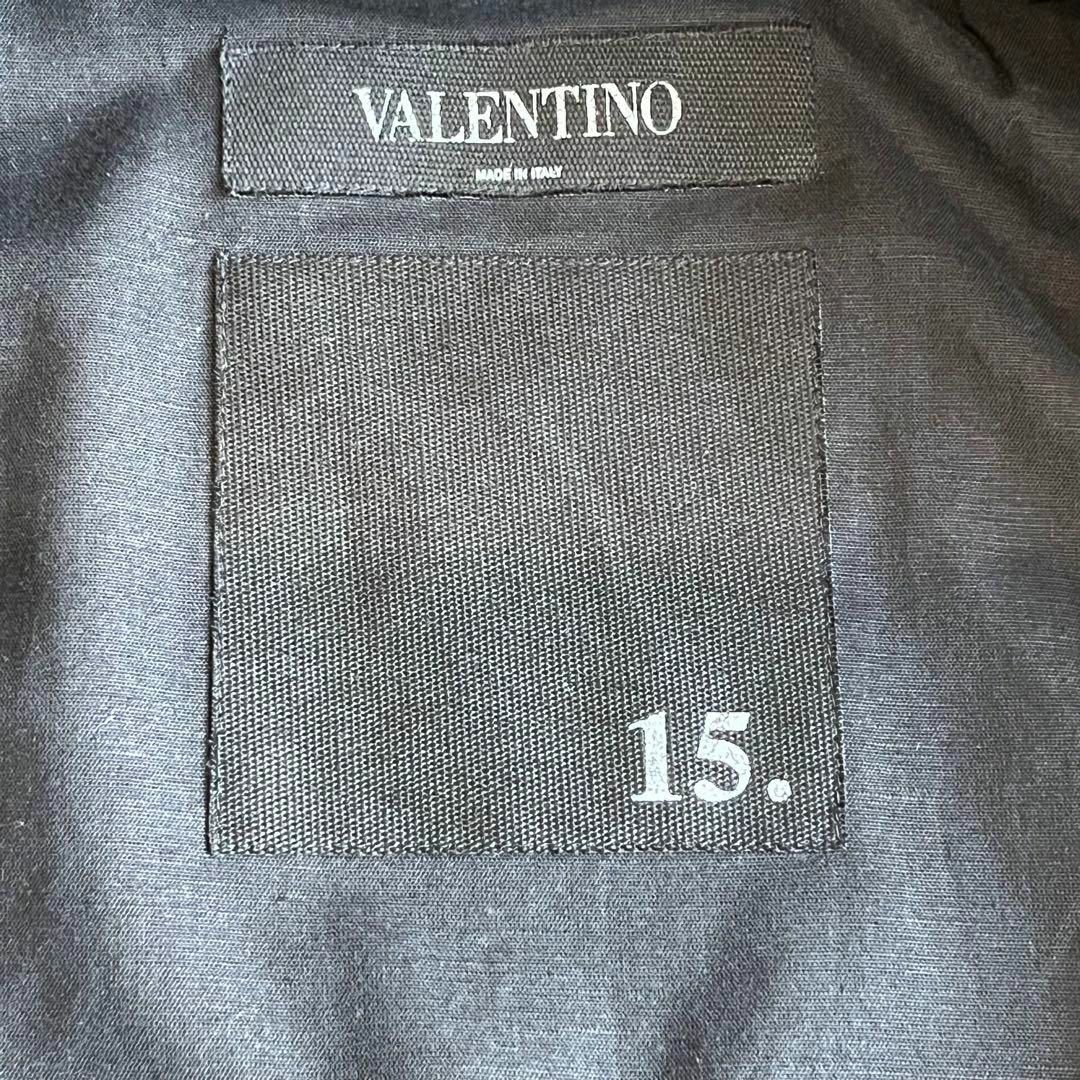 VALENTINO
MADE IN ITALY
15.